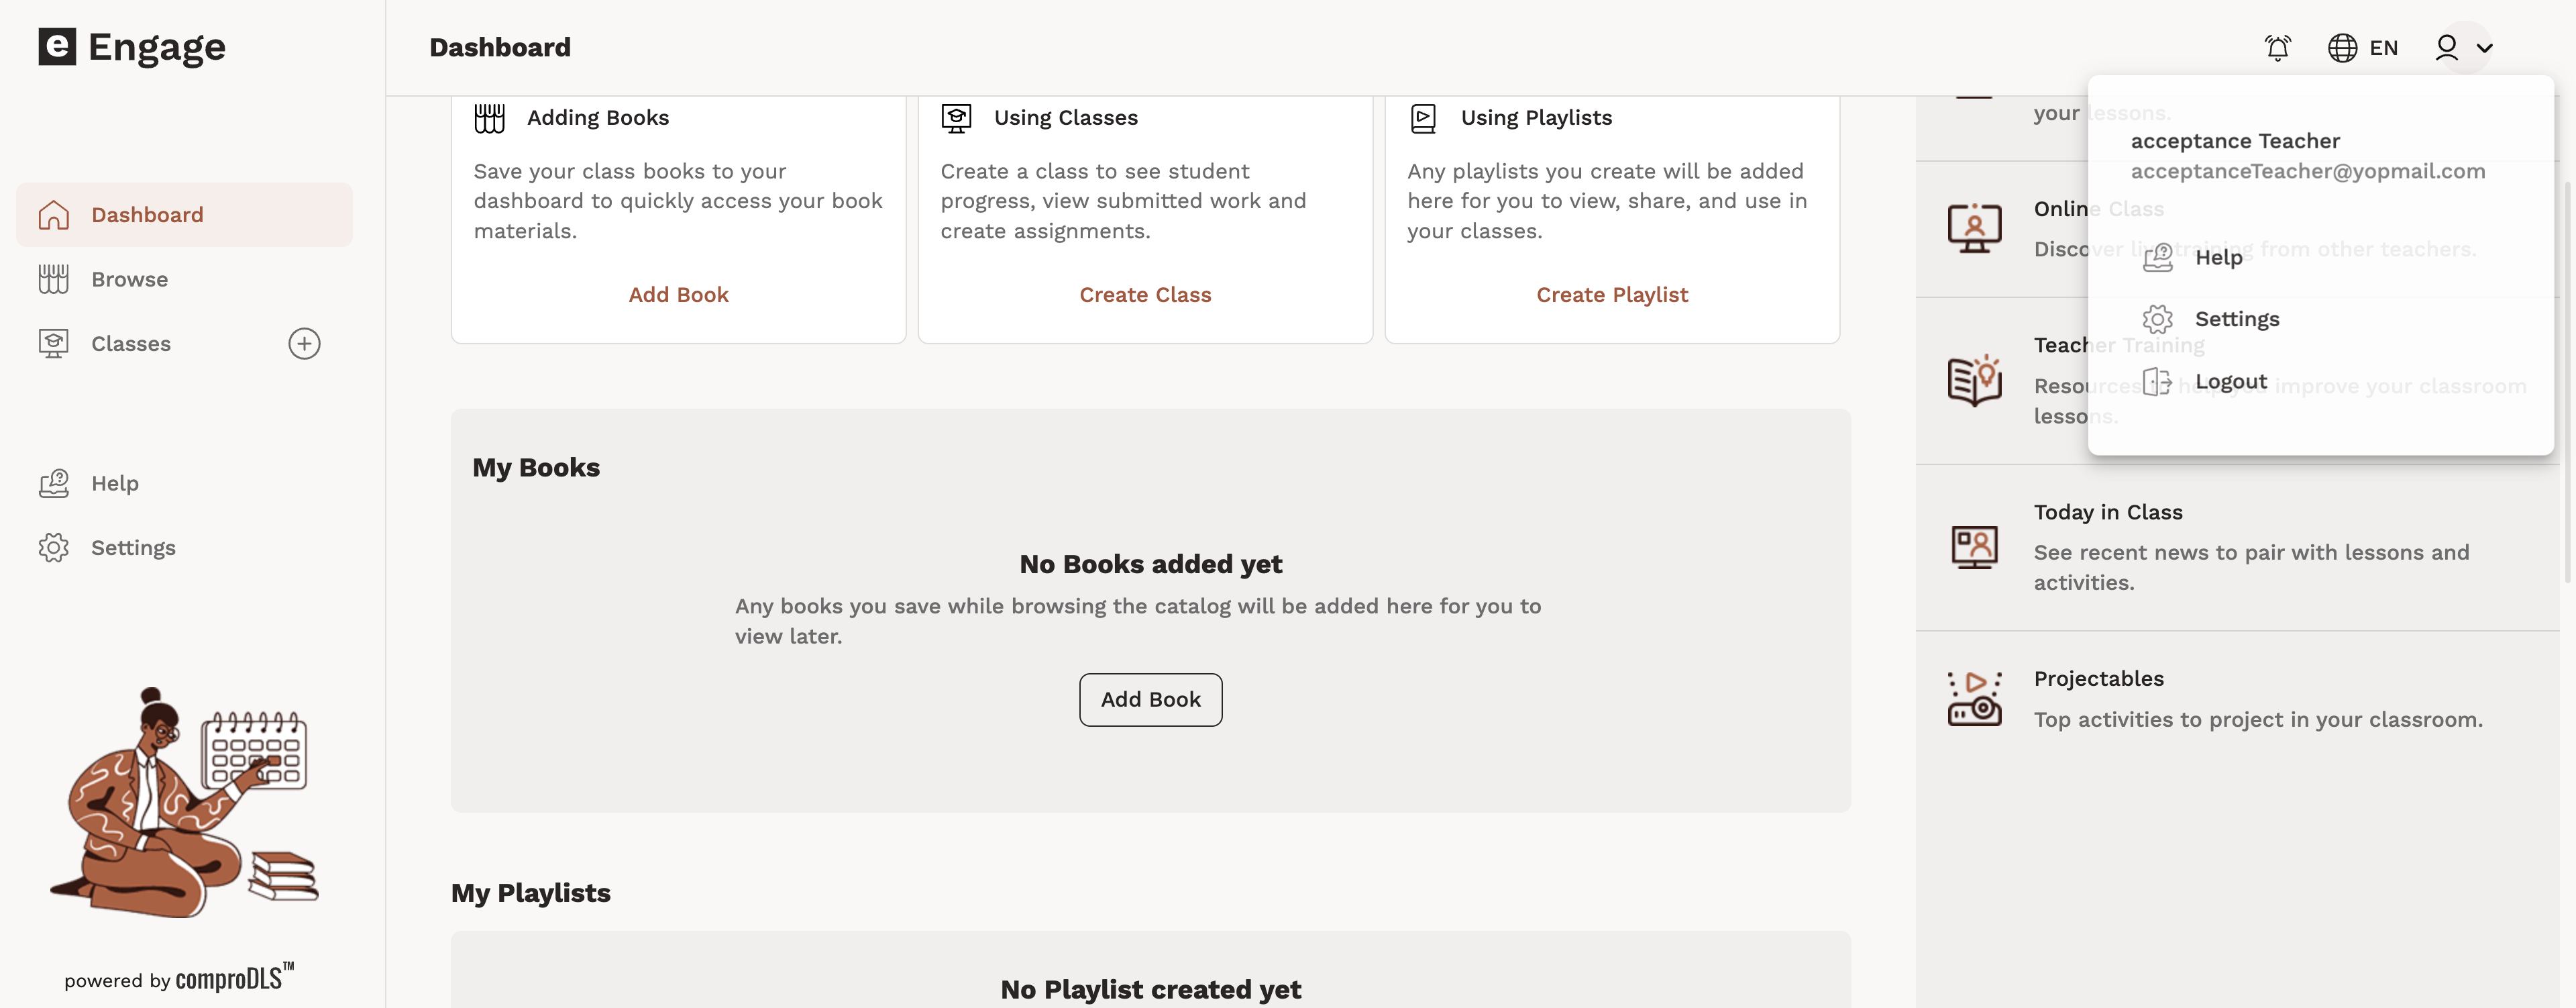 e Engage
Dashboard
Browse
Classes
Help
Settings
powered by comproDLS™
Dashboard
EN
Adding Books
Save your class books to your
dashboard to quickly access your book
materials.
Add Book
Using Classes
Create a class to see student
progress, view submitted work and
create assignments.
Create Class
Using Playlists
Any playlists you create will be added
here for you to view, share, and use in
your classes.
Create Playlist
My Books
No Books added yet
Any books you save while browsing the catalog will be added here for you to
view later.
Add Book
My Playlists
No Playlist created yet
your lessons.
Online Class
Discover live training from other teachers.
Teacher Training
Resources to help you improve your classroom
lessons.
Today in Class
See recent news to pair with lessons and
activities.
Projectables
Top activities to project in your classroom.
acceptance Teacher
acceptanceTeacher@yopmail.com
Help
Settings
Logout